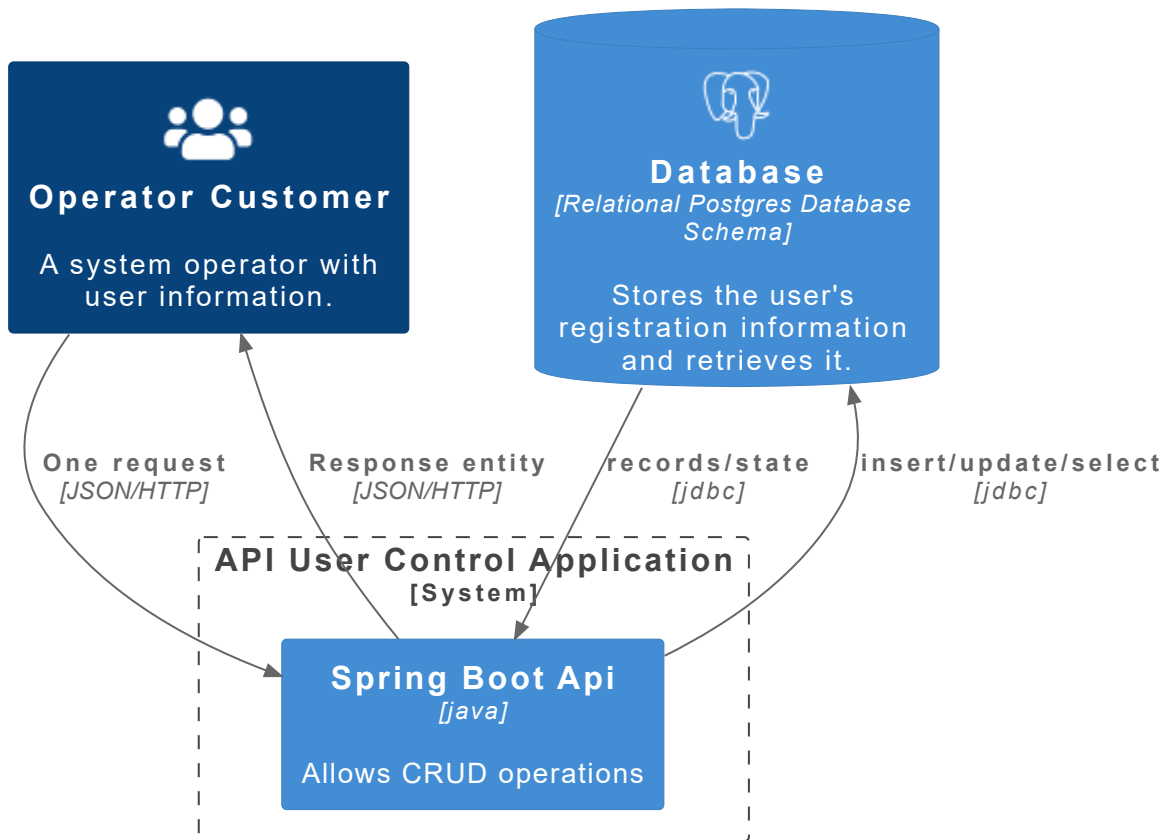 Operator Customer
A system operator with
user information.
Database
[Relational Postgres Database
Schema]
Stores the user's
registration information
and retrieves it.
One request
[JSON/HTTP]
Response entity
[JSON/HTTP]
records/state
[jdbc]
insert/update/select
[jdbc]
API User Control Application
[System]
Spring Boot Api
[java]
Allows CRUD operations